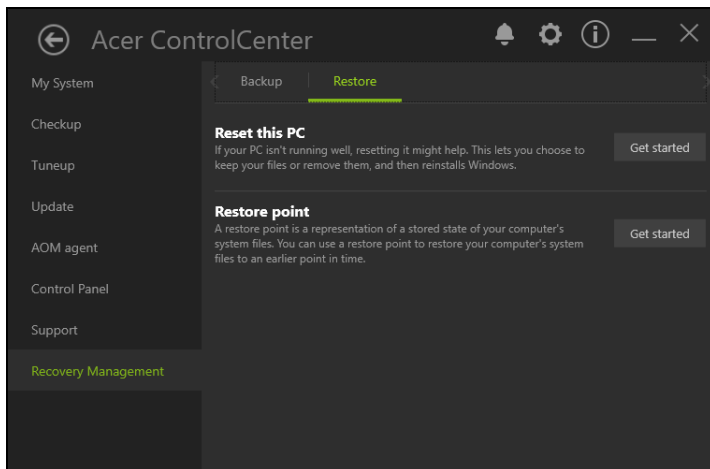 Acer ControlCenter
My System
Backup
Restore
Checkup
Reset this PC
If your PC isn't running well, resetting it might help. This lets you choose to
keep your files or remove them, and then reinstalls Windows.
Get started
Tuneup
Update
Restore point
A restore point is a representation of a stored state of your computer's
system files. You can use a restore point to restore your computer's system
files to an earlier point in time.
Get started
AOM agent
Control Panel
Support
Recovery Management